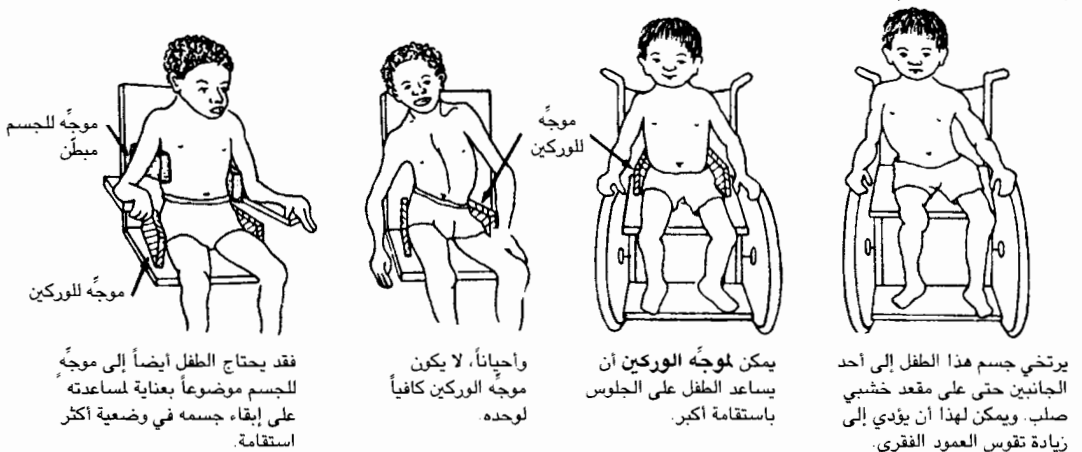 موجِّه للجسم
مبطّن
موجِّه للوركين
موجِّه
للوركين
يرتخي جسم هذا الطفل إلى أحد
الجانبين حتى على مقعد خشبي
صلب. ويمكن لهذا أن يؤدي إلى
زيادة تقوس العمود الفقري.
يمكن لموجِّه الوركين أن
يساعد الطفل على الجلوس
باستقامة أكبر.
وأحياناً، لا يكون
موجِّه الوركين كافياً
لوحده.
فقد يحتاج الطفل أيضاً إلى موجِّهٍ
للجسم موضوعاً بعناية لمساعدته
على إبقاء جسمه في وضعية أكثر
استقامة.